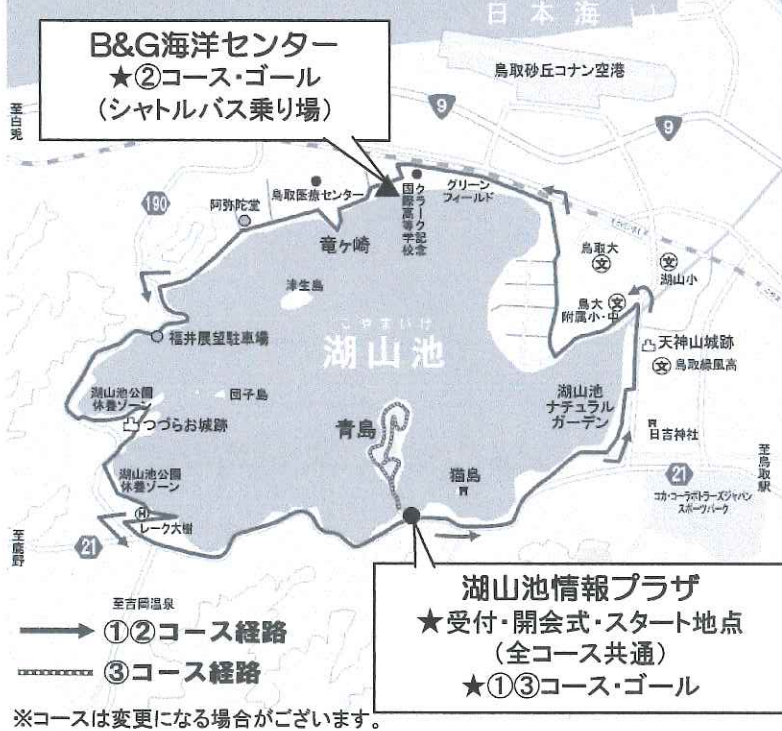 日本海
B&G海洋センター
★②コース・ゴール
(シャトルバス乗り場)
鳥取砂丘コナン空港
至白兎
9
9
190
鳥取医療センター
阿弥陀堂
竜ヶ崎
クラーク記念
国際高等学校
グリーン
フィールド
鳥取大
文
文
湖山小
鳥大
附属小・中
文
津生島
こやまいけ
湖山池
福井展望駐車場
天神山城跡
文
鳥取緑風高
湖山池公園
休養ゾーン
団子島
つづらお城跡
青島
湖山池
ナチュラル
ガーデン
日吉神社
猫島
湖山池公園
休養ゾーン
H
レーク大樹
21
21
至鳥取駅
コカ・コーラボトラーズジャパン
スポーツパーク
至鹿野
至吉岡温泉
湖山池情報プラザ
★受付・開会式・スタート地点
(全コース共通)
★①③コース・ゴール
①②コース経路
③コース経路
※コースは変更になる場合がございます。